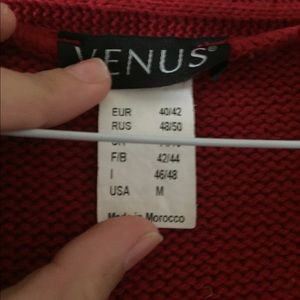 VENUS
EUR 40/42
RUS 48/50
F/B 42/44
I 46/48
USA M
Made in Morocco